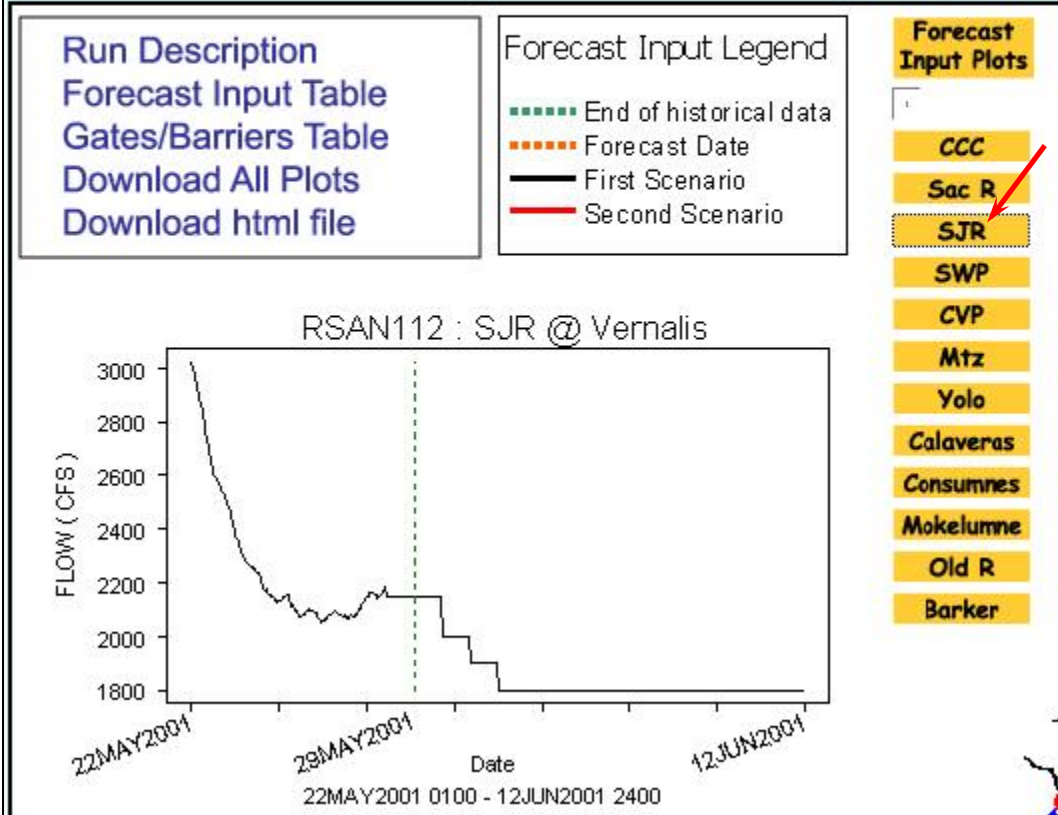 Run Description
Forecast Input Table
Gates/Barriers Table
Download All Plots
Download html file
Forecast Input Legend
End of historical data
Forecast Date
First Scenario
Second Scenario
Forecast
Input Plots
CCC
Sac R
SJR
SWP
CVP
Mtz
Yolo
Calaveras
Consumnes
Mokelumne
Old R
Barker
RSAN112 : SJR @ Vernalis
FLOW ( CFS )
3000
2800
2600
2400
2200
2000
1800
22MAY2001
29MAY2001
12JUN2001
Date
22MAY2001 0100 - 12JUN2001 2400